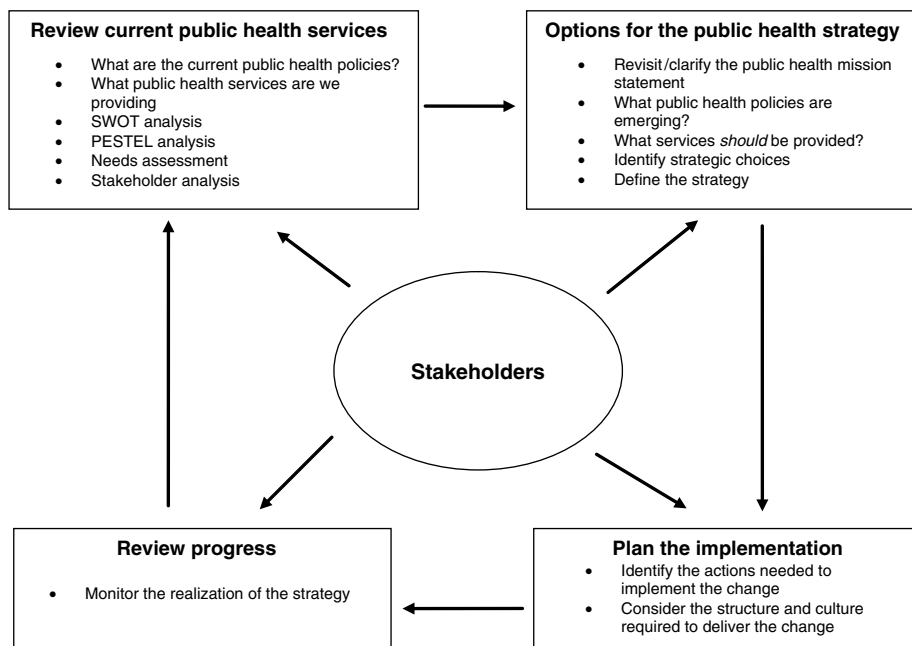 Review current public health services
• What are the current public health policies?
• What public health services are we
providing
• SWOT analysis
• PESTEL analysis
• Needs assessment
• Stakeholder analysis
Options for the public health strategy
• Revisit/clarify the public health mission
statement
• What public health policies are
emerging?
• What services should be provided?
• Identify strategic choices
• Define the strategy
Stakeholders
Review progress
• Monitor the realization of the strategy
Plan the implementation
• Identify the actions needed to
implement the change
• Consider the structure and culture
required to deliver the change